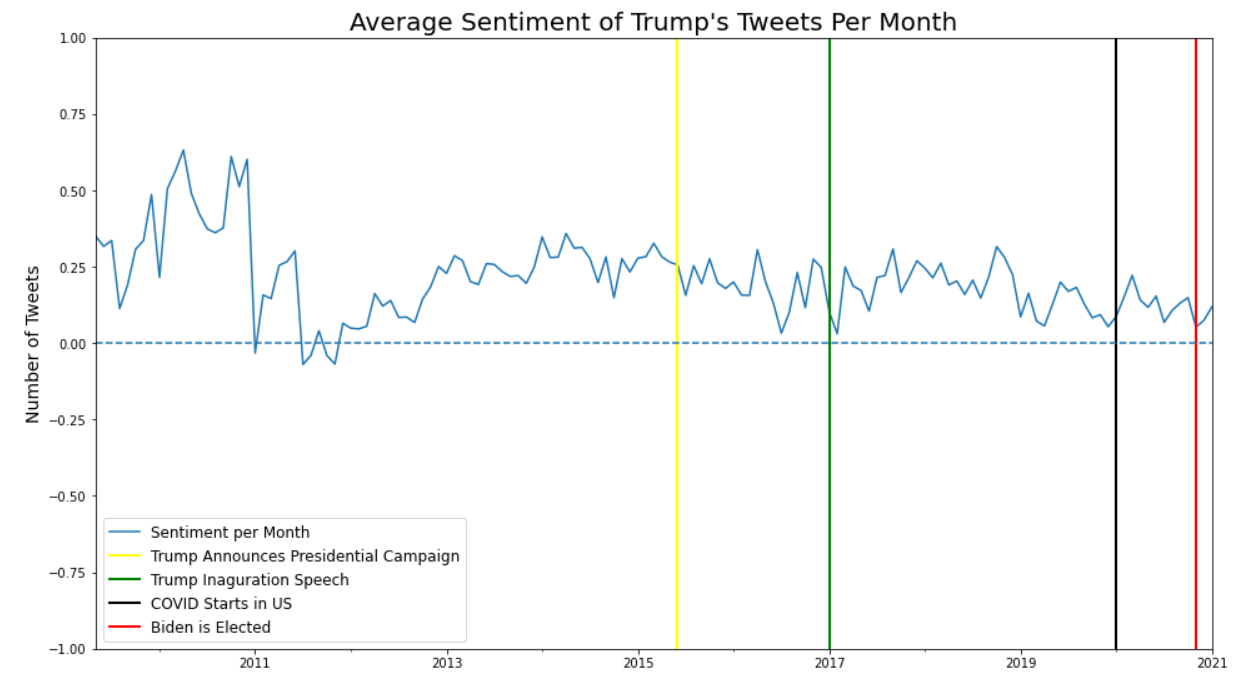 Average Sentiment of Trump's Tweets Per Month
1.00
0.75
0.50
0.25
0.00
−0.25
−0.50
−0.75
−1.00
Number of Tweets
Sentiment per Month
Trump Announces Presidential Campaign
Trump Inaguration Speech
COVID Starts in US
Biden is Elected
2011
2013
2015
2017
2019
2021